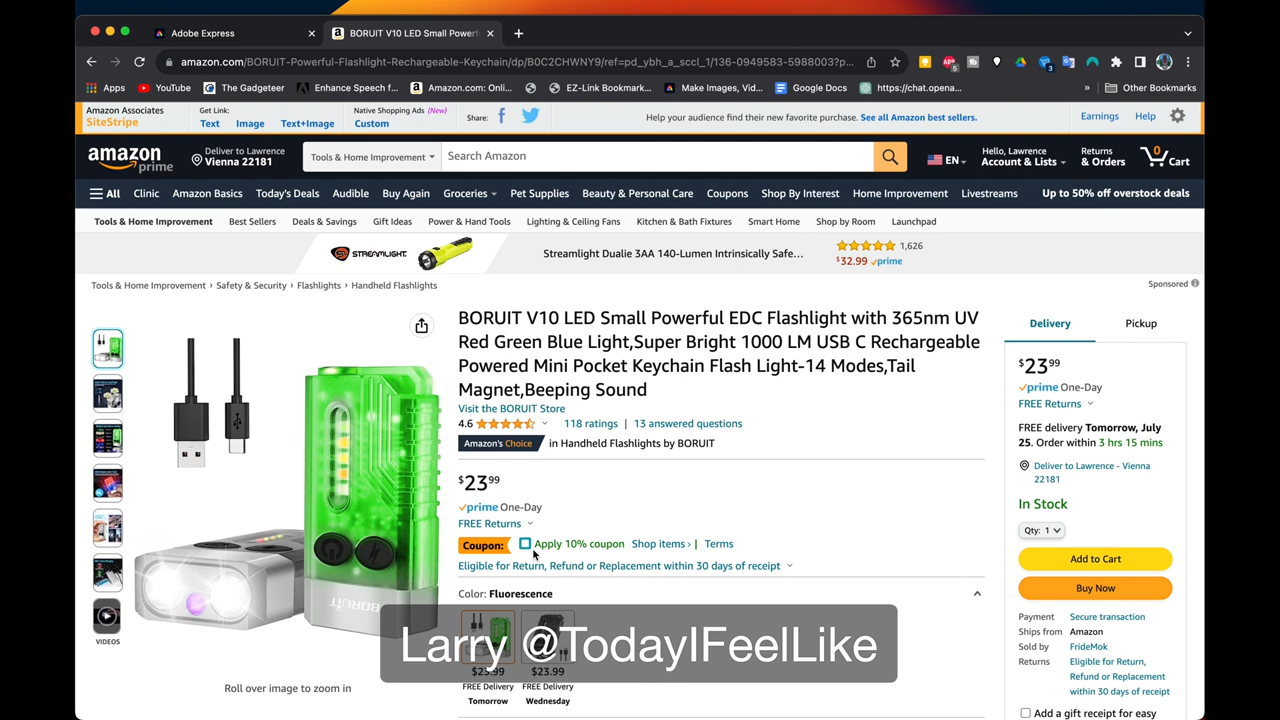 Adobe Express
BORUIT V10 LED Small Powerf
amazon.com/BORUIT-Powerful-Flashlight-Rechargeable-Keychain/dp/B0C2CHWNY9/ref=pd_ybh_a_sccl_1/136-0949583-5988003?p...
Apps YouTube The Gadgeteer Enhance Speech f... Amazon.com: Onli... EZ-Link Bookmark... Make Images, Vid... Google Docs https://chat.opena... » Other Bookmarks
Amazon Associates
SiteStripe
Get Link:
Text Image Text+Image
Native Shopping Ads (New)
Custom
Share:
Help your audience find their new favorite purchase. See all Amazon best sellers.
Earnings Help
amazon
prime
Deliver to Lawrence
Vienna 22181
Tools & Home Improvement
Search Amazon
EN
Hello, Lawrence
Account & Lists
Returns
& Orders
0
Cart
All Clinic Amazon Basics Today's Deals Audible Buy Again Groceries Pet Supplies Beauty & Personal Care Coupons Shop By Interest Home Improvement Livestreams Up to 50% off overstock deals
Tools & Home Improvement Best Sellers Deals & Savings Gift Ideas Power & Hand Tools Lighting & Ceiling Fans Kitchen & Bath Fixtures Smart Home Shop by Room Launchpad
STREAMLIGHT
Streamlight Dualie 3AA 140-Lumen Intrinsically Safe...
1,626
$32.99 prime
Tools & Home Improvement › Safety & Security › Flashlights › Handheld Flashlights
Sponsored
BORUIT V10 LED Small Powerful EDC Flashlight with 365nm UV
Red Green Blue Light,Super Bright 1000 LM USB C Rechargeable
Powered Mini Pocket Keychain Flash Light-14 Modes,Tail
Magnet,Beeping Sound
Visit the BORUIT Store
4.6 118 ratings | 13 answered questions
Amazon's Choice in Handheld Flashlights by BORUIT
$23 99
prime One-Day
FREE Returns
Coupon: Apply 10% coupon Shop items › | Terms
Eligible for Return, Refund or Replacement within 30 days of receipt
Color: Fluorescence
$23.99
FREE Delivery
Tomorrow
$23.99
FREE Delivery
Wednesday
BORUIT
VIDEOS
Roll over image to zoom in
Larry @TodayIFeelLike
Delivery Pickup
$23 99
prime One-Day
FREE Returns
FREE delivery Tomorrow, July
25. Order within 3 hrs 15 mins
Deliver to Lawrence - Vienna
22181
In Stock
Qty: 1
Add to Cart
Buy Now
Payment Secure transaction
Ships from Amazon
Sold by FrideMok
Returns Eligible for Return,
Refund or Replacement
within 30 days of receipt
Add a gift receipt for easy